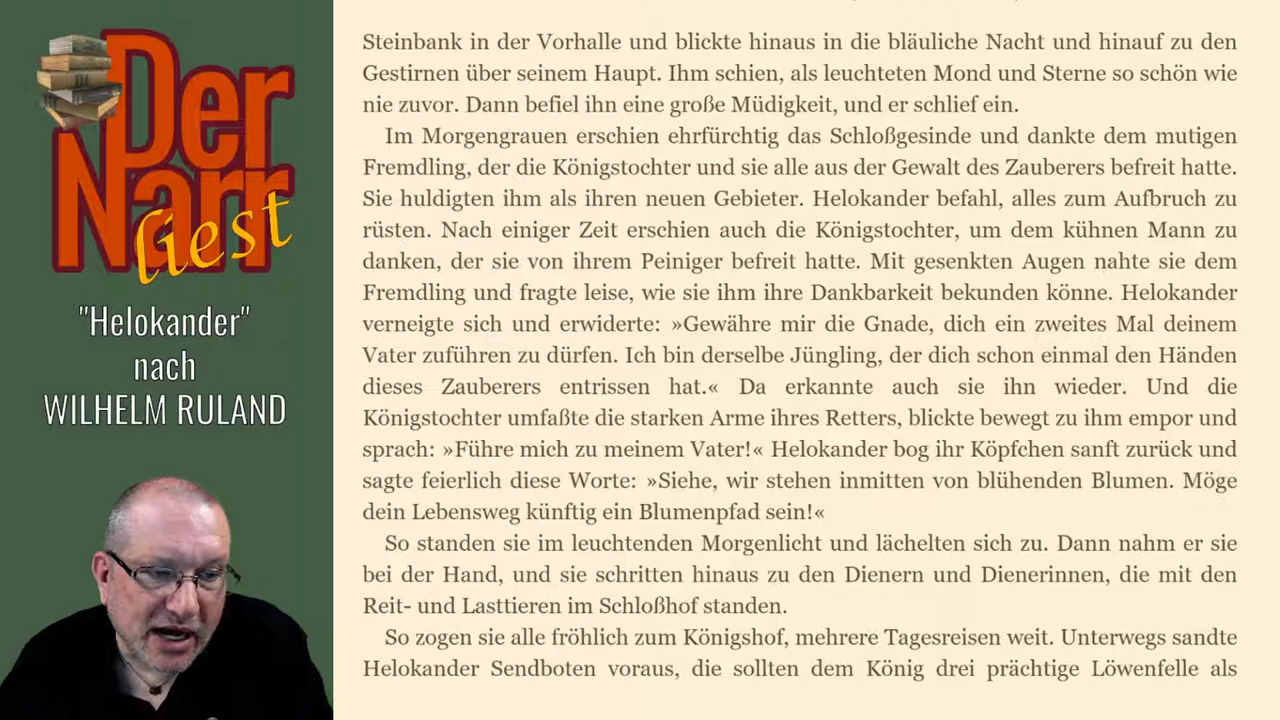 Der
Narr
liest
"Helokander"
nach
WILHELM RULAND
Steinbank in der Vorhalle und blickte hinaus in die bläuliche Nacht und hinauf zu den
Gestirnen über seinem Haupt. Ihm schien, als leuchteten Mond und Sterne so schön wie
nie zuvor. Dann befiel ihn eine große Müdigkeit, und er schlief ein.
Im Morgengrauen erschien ehrfürchtig das Schloßgesinde und dankte dem mutigen
Fremdling, der die Königstochter und sie alle aus der Gewalt des Zauberers befreit hatte.
Sie huldigten ihm als ihren neuen Gebieter. Helokander befahl, alles zum Aufbruch zu
rüsten. Nach einiger Zeit erschien auch die Königstochter, um dem kühnen Mann zu
danken, der sie von ihrem Peiniger befreit hatte. Mit gesenkten Augen nahte sie dem
Fremdling und fragte leise, wie sie ihm ihre Dankbarkeit bekunden könne. Helokander
verneigte sich und erwiderte: »Gewähre mir die Gnade, dich ein zweites Mal deinem
Vater zuführen zu dürfen. Ich bin derselbe Jüngling, der dich schon einmal den Händen
dieses Zauberers entrissen hat.« Da erkannte auch sie ihn wieder. Und die
Königstochter umfaßte die starken Arme ihres Retters, blickte bewegt zu ihm empor und
sprach: »Führe mich zu meinem Vater!« Helokander bog ihr Köpfchen sanft zurück und
sagte feierlich diese Worte: »Siehe, wir stehen inmitten von blühenden Blumen. Möge
dein Lebensweg künftig ein Blumenpfad sein!«
So standen sie im leuchtenden Morgenlicht und lächelten sich zu. Dann nahm er sie
bei der Hand, und sie schritten hinaus zu den Dienern und Dienerinnen, die mit den
Reit- und Lasttieren im Schloßhof standen.
So zogen sie alle fröhlich zum Königshof, mehrere Tagesreisen weit. Unterwegs sandte
Helokander Sendboten voraus, die sollten dem König drei prächtige Löwenfelle als